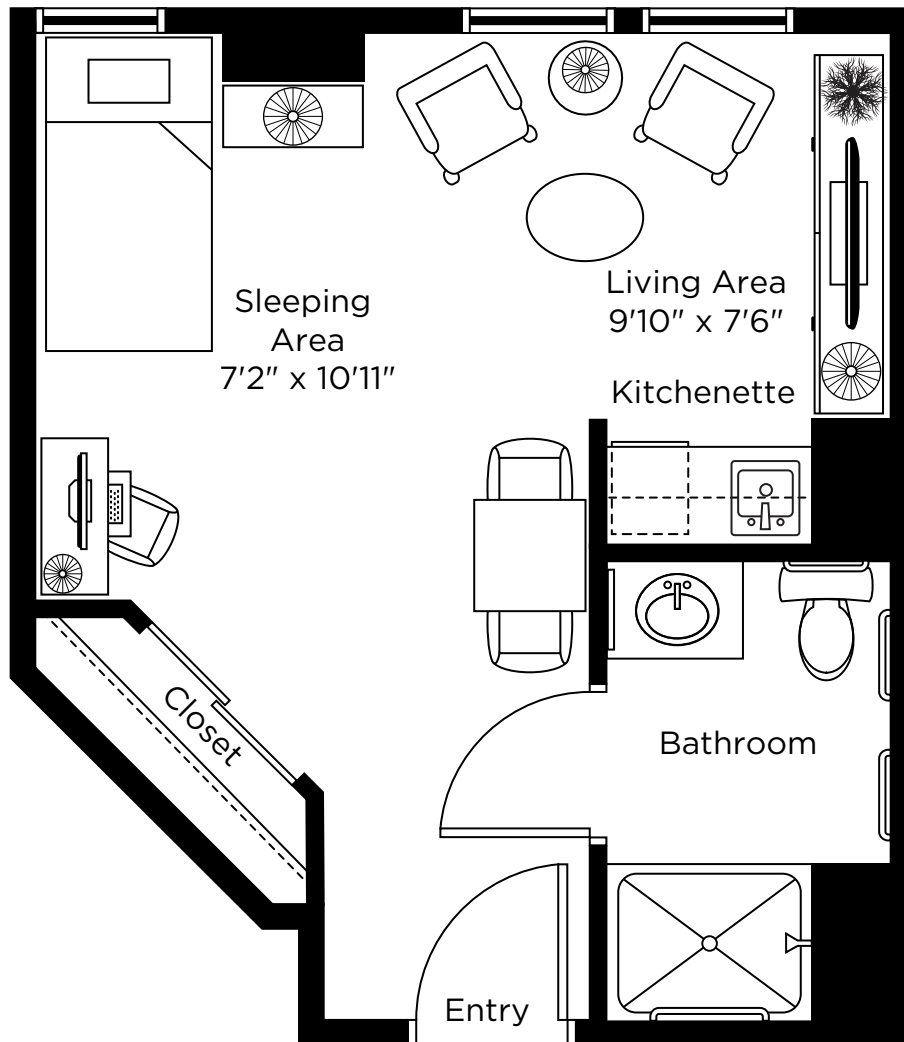 Sleeping
Area
7'2" x 10'11"
Living Area
9'10" x 7'6"
Kitchenette
Closet
Bathroom
Entry